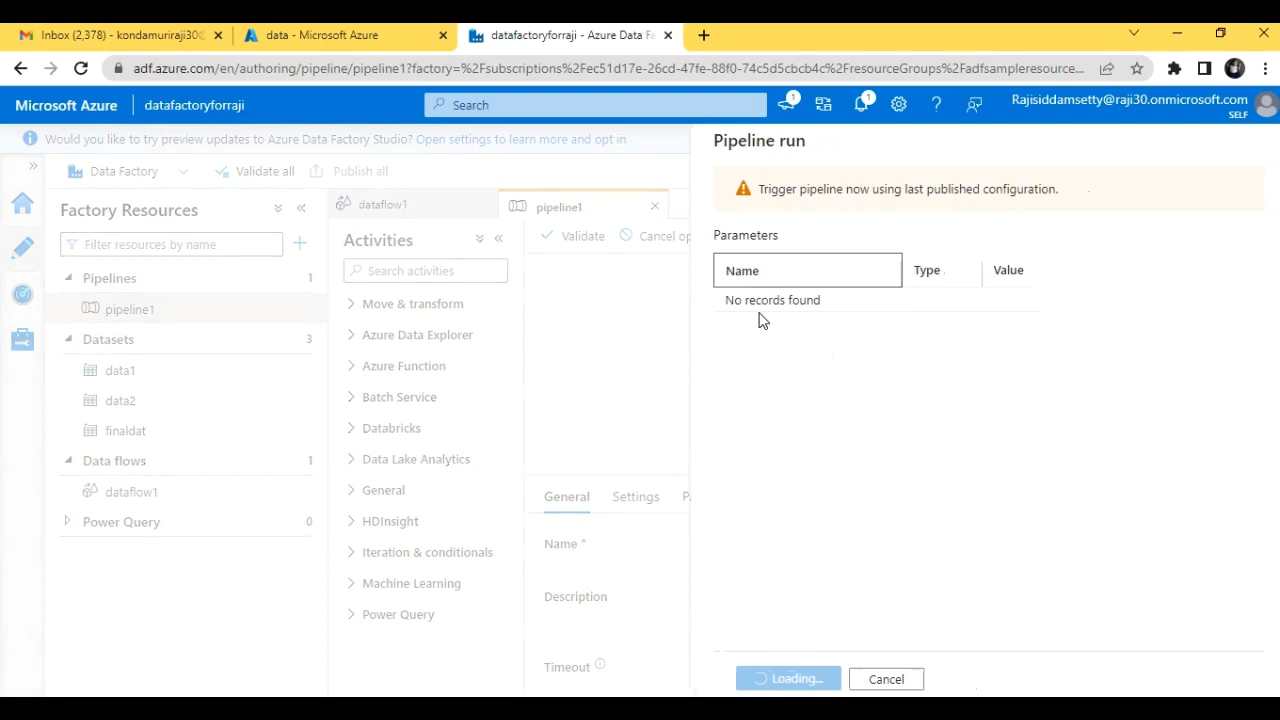 Inbox (2,378) - kondamuriraji30@
data - Microsoft Azure
datafactoryforraji - Azure Data Fa
adf.azure.com/en/authoring/pipeline/pipeline1?factory=%2Fsubscriptions%2Fec51d17e-26cd-47fe-88f0-74c5d5cbcb4c%2FresourceGroups%2Fadfsampleresource...
Microsoft Azure
datafactoryforraji
Search
1
1
Rajisiddamsetty@raji30.onmicrosoft.com
SELF
Would you like to try preview updates to Azure Data Factory Studio? Open settings to learn more and opt in
Data Factory
Validate all
Publish all
Factory Resources
Filter resources by name
Pipelines 1
pipeline1
Datasets 3
data1
data2
finaldat
Data flows 1
dataflow1
Power Query 0
dataflow1
pipeline1
Activities
Search activities
Move & transform
Azure Data Explorer
Azure Function
Batch Service
Databricks
Data Lake Analytics
General
HDInsight
Iteration & conditionals
Machine Learning
Power Query
Validate
Cancel op
General
Settings
Pa
Name *
Description
Timeout
Pipeline run
Trigger pipeline now using last published configuration.
Parameters
Name
Type
Value
No records found
Loading...
Cancel